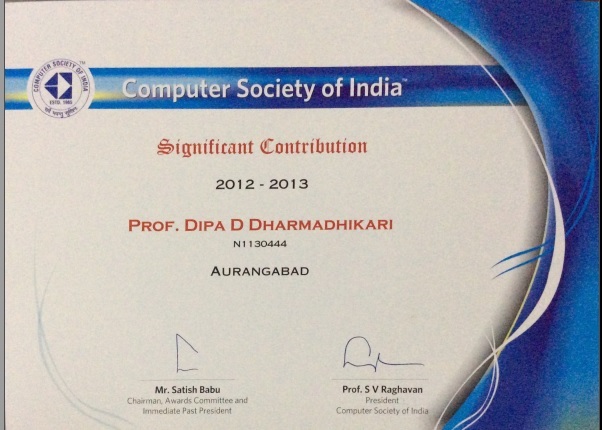 COMPUTER SOCIETY OF INDIA
ESTD. 1965
Computer Society of India™
Significant Contribution
2012 - 2013
PROF. DIPA D DHARMADHIKARI
N1130444
AURANGABAD
Mr. Satish Babu
Chairman, Awards Committee and
Immediate Past President
Prof. S V Raghavan
President
Computer Society of India